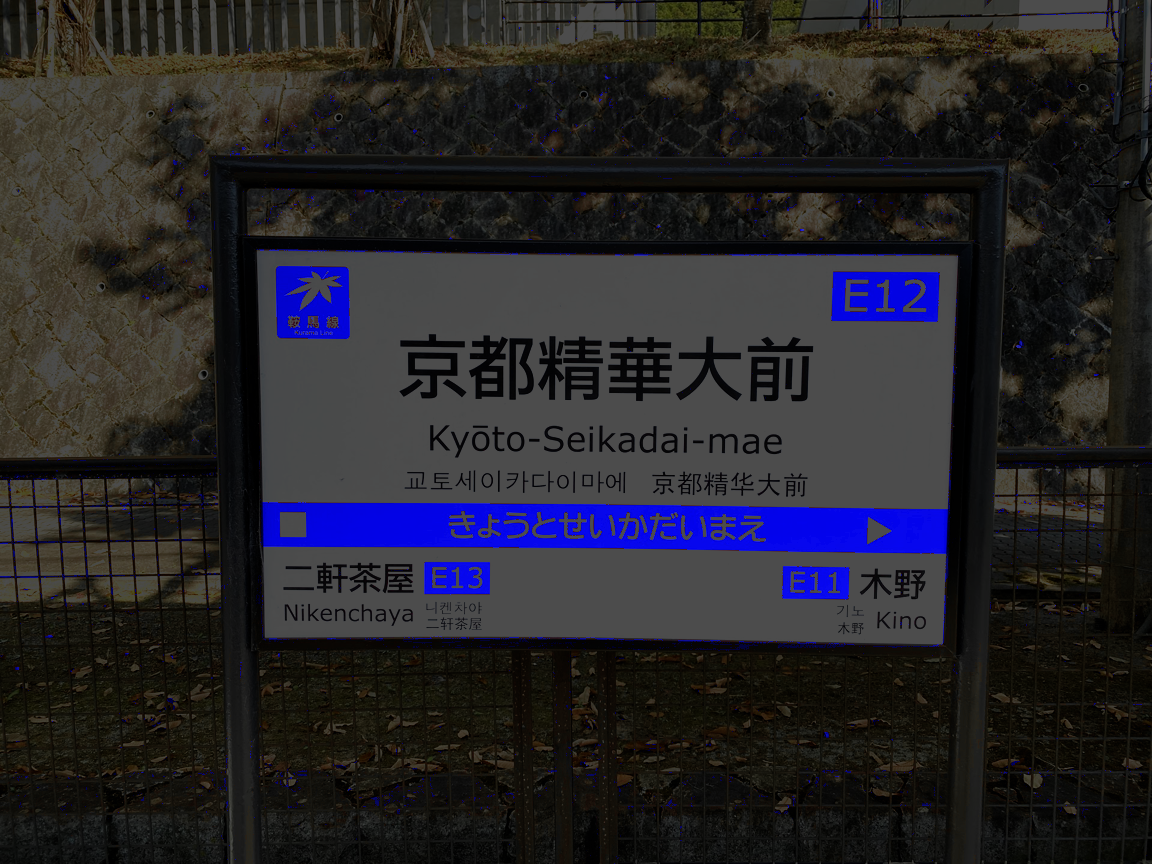 鞍馬線
Kurama Line
E12
京都精華大前
Kyōto-Seikadai-mae
교토세이카다이마에 京都精华大前
きょうとせいかだいまえ
二軒茶屋 E13
Nikenchaya
니켄차야
二轩茶屋
E11 木野
기노
木野
Kino